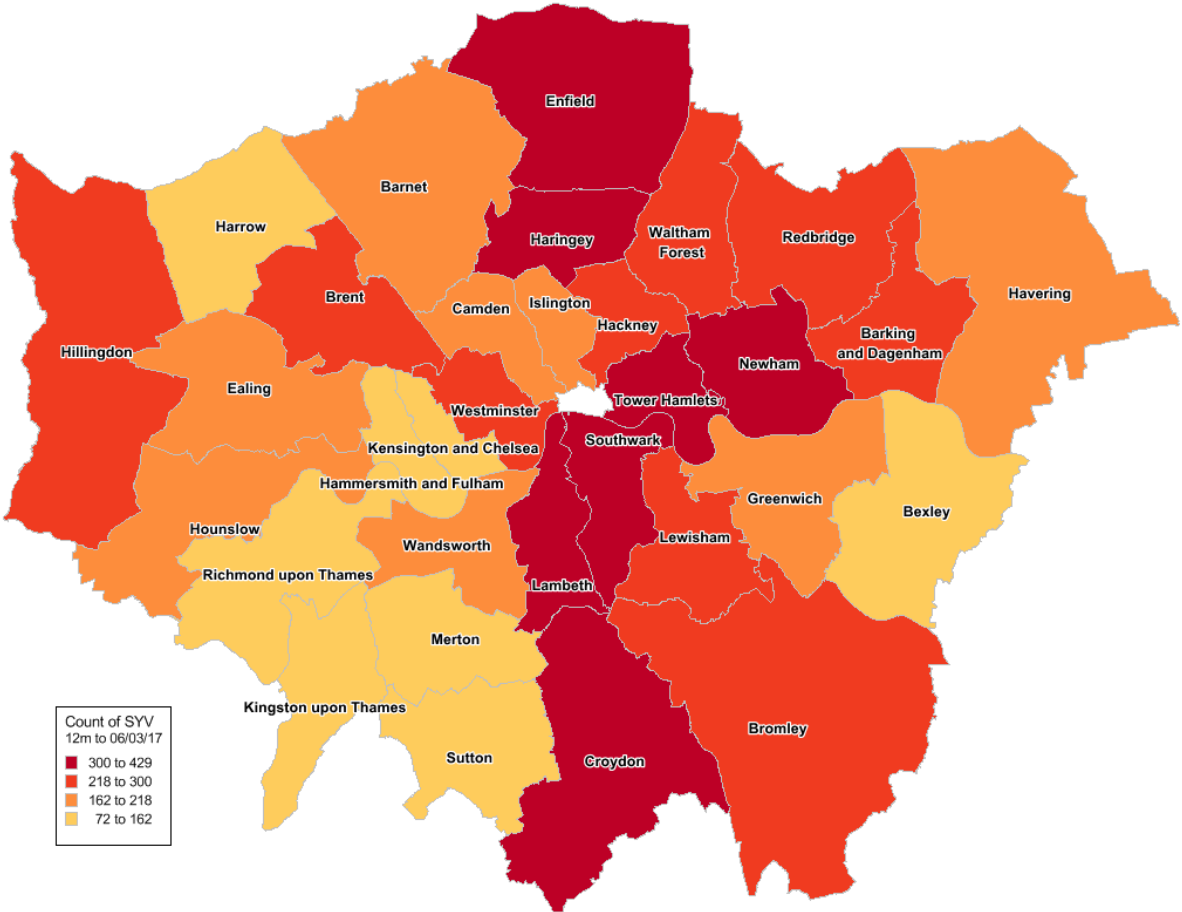 Enfield
Barnet
Harrow
Haringey
Waltham
Forest
Redbridge
Havering
Brent
Camden
Islington
Hackney
Hillingdon
Barking
and Dagenham
Newham
Ealing
Tower Hamlets
Westminster
Southwark
Kensington and Chelsea
Hammersmith and Fulham
Greenwich
Bexley
Hounslow
Lewisham
Wandsworth
Richmond upon Thames
Lambeth
Merton
Kingston upon Thames
Bromley
Sutton
Croydon
Count of SYV
12m to 06/03/17
300 to 429
218 to 300
162 to 218
72 to 162